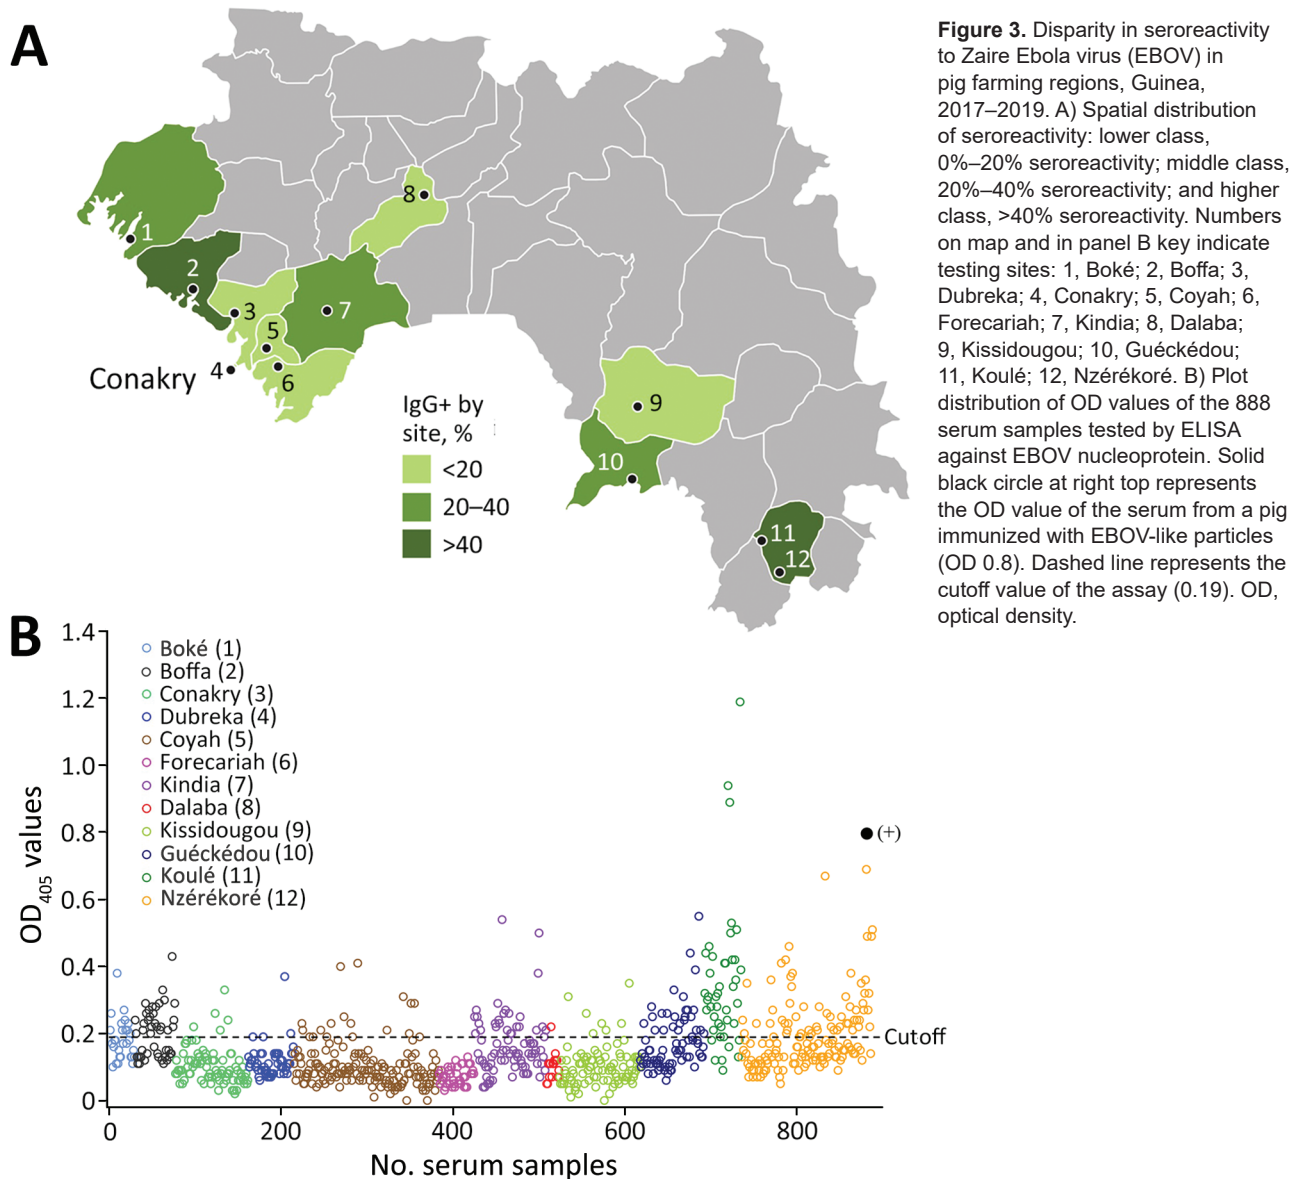 A
1
2
3
4
5
6
7
8
9
10
11
12
Conakry
IgG+ by
site, %
<20
20–40
>40
Figure 3. Disparity in seroreactivity
to Zaire Ebola virus (EBOV) in
pig farming regions, Guinea,
2017–2019. A) Spatial distribution
of seroreactivity: lower class,
0%–20% seroreactivity; middle class,
20%–40% seroreactivity; and higher
class, >40% seroreactivity. Numbers
on map and in panel B key indicate
testing sites: 1, Boké; 2, Boffa; 3,
Dubreka; 4, Conakry; 5, Coyah; 6,
Forecariah; 7, Kindia; 8, Dalaba;
9, Kissidougou; 10, Guéckédou;
11, Koulé; 12, Nzérékoré. B) Plot
distribution of OD values of the 888
serum samples tested by ELISA
against EBOV nucleoprotein. Solid
black circle at right top represents
the OD value of the serum from a pig
immunized with EBOV-like particles
(OD 0.8). Dashed line represents the
cutoff value of the assay (0.19). OD,
optical density.
B
OD405 values
1.4
1.2
1.0
0.8
0.6
0.4
0.2
0
Boké (1)
Boffa (2)
Conakry (3)
Dubreka (4)
Coyah (5)
Forecariah (6)
Kindia (7)
Dalaba (8)
Kissidougou (9)
Guéckédou (10)
Koulé (11)
Nzérékoré (12)
(+)
Cutoff
0
200
400
600
800
No. serum samples